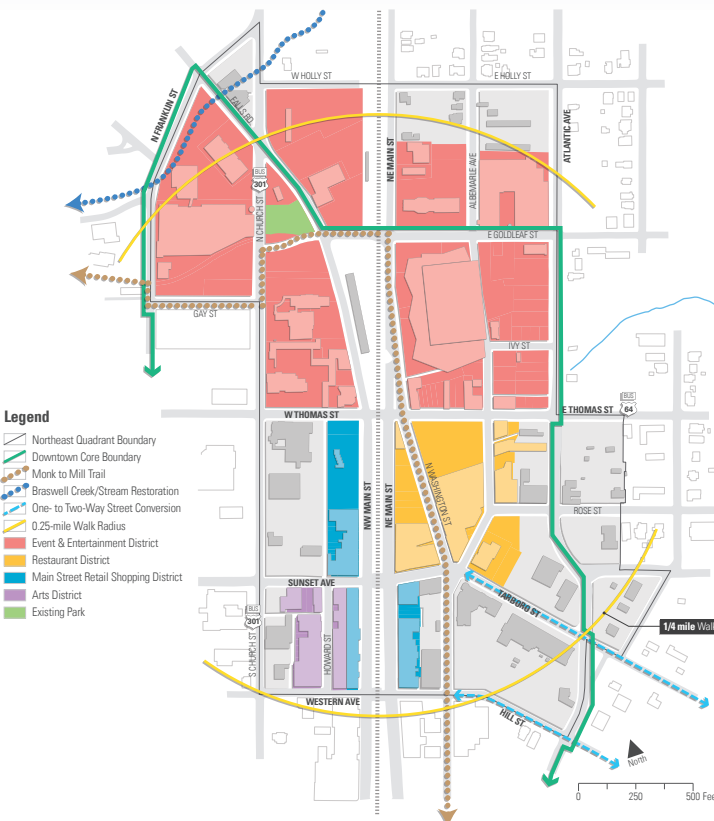 W HOLLY ST
E HOLLY ST
N FRANKLIN ST
FALLS RD
ATLANTIC AVE
NE MAIN ST
ALBEMARLE AVE
BUS
301
N CHURCH ST
E GOLDLEAF ST
GAY ST
IVY ST
BUS
64
W THOMAS ST
E THOMAS ST
Legend
Northeast Quadrant Boundary
Downtown Core Boundary
Monk to Mill Trail
Braswell Creek/Stream Restoration
One- to Two-Way Street Conversion
0.25-mile Walk Radius
Event & Entertainment District
Restaurant District
Main Street Retail Shopping District
Arts District
Existing Park
N WASHINGTON ST
NW MAIN ST
NE MAIN ST
ROSE ST
SUNSET AVE
TARBORO ST
BUS
301
S CHURCH ST
HOWARD ST
1/4 mile Walk
WESTERN AVE
HILL ST
North
0 250 500 Fee